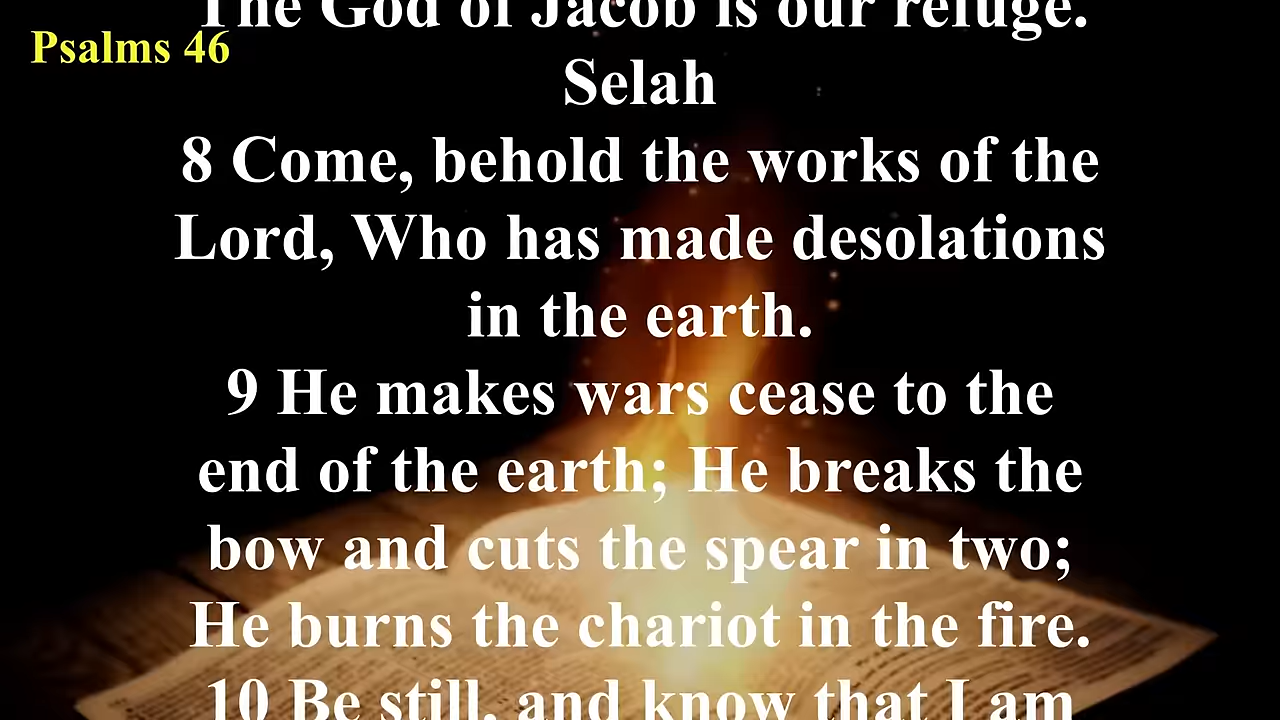 The God of Jacob is our refuge.
Psalms 46
Selah
8 Come, behold the works of the
Lord, Who has made desolations
in the earth.
9 He makes wars cease to the
end of the earth; He breaks the
bow and cuts the spear in two;
He burns the chariot in the fire.
10 Be still, and know that I am